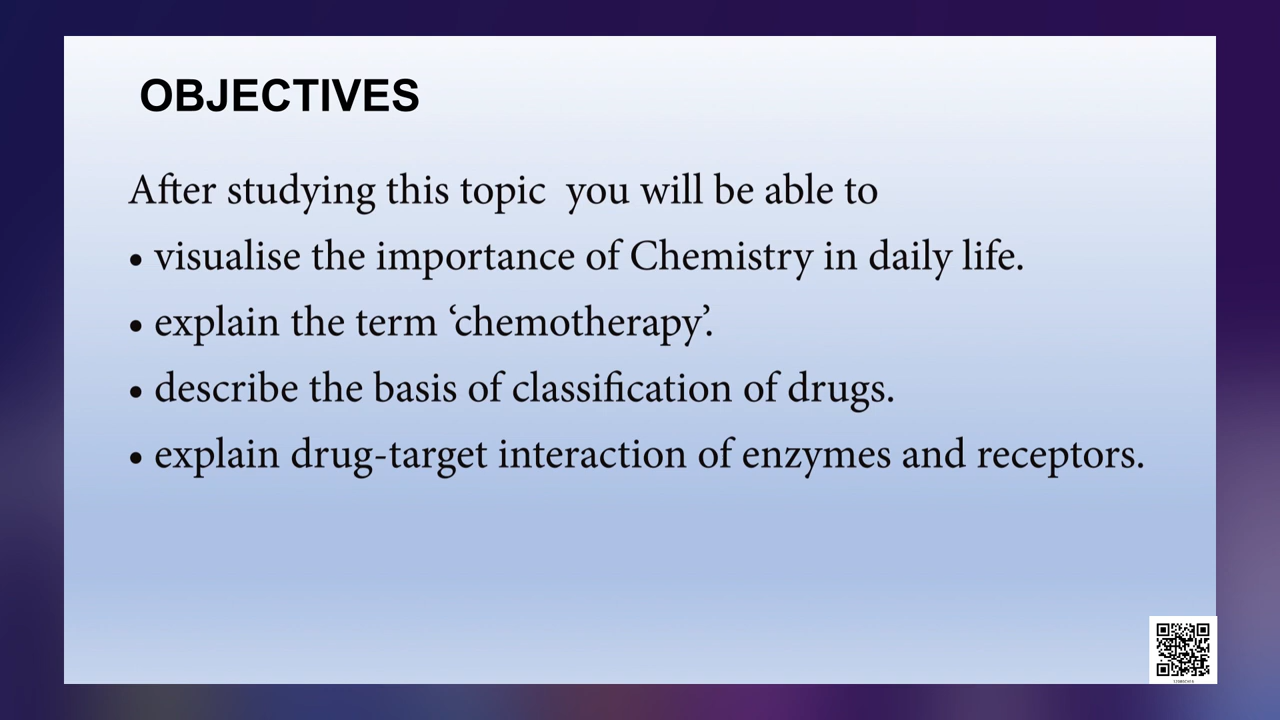 OBJECTIVES
After studying this topic  you will be able to
• visualise the importance of Chemistry in daily life.
• explain the term ‘chemotherapy’.
• describe the basis of classification of drugs.
• explain drug-target interaction of enzymes and receptors.